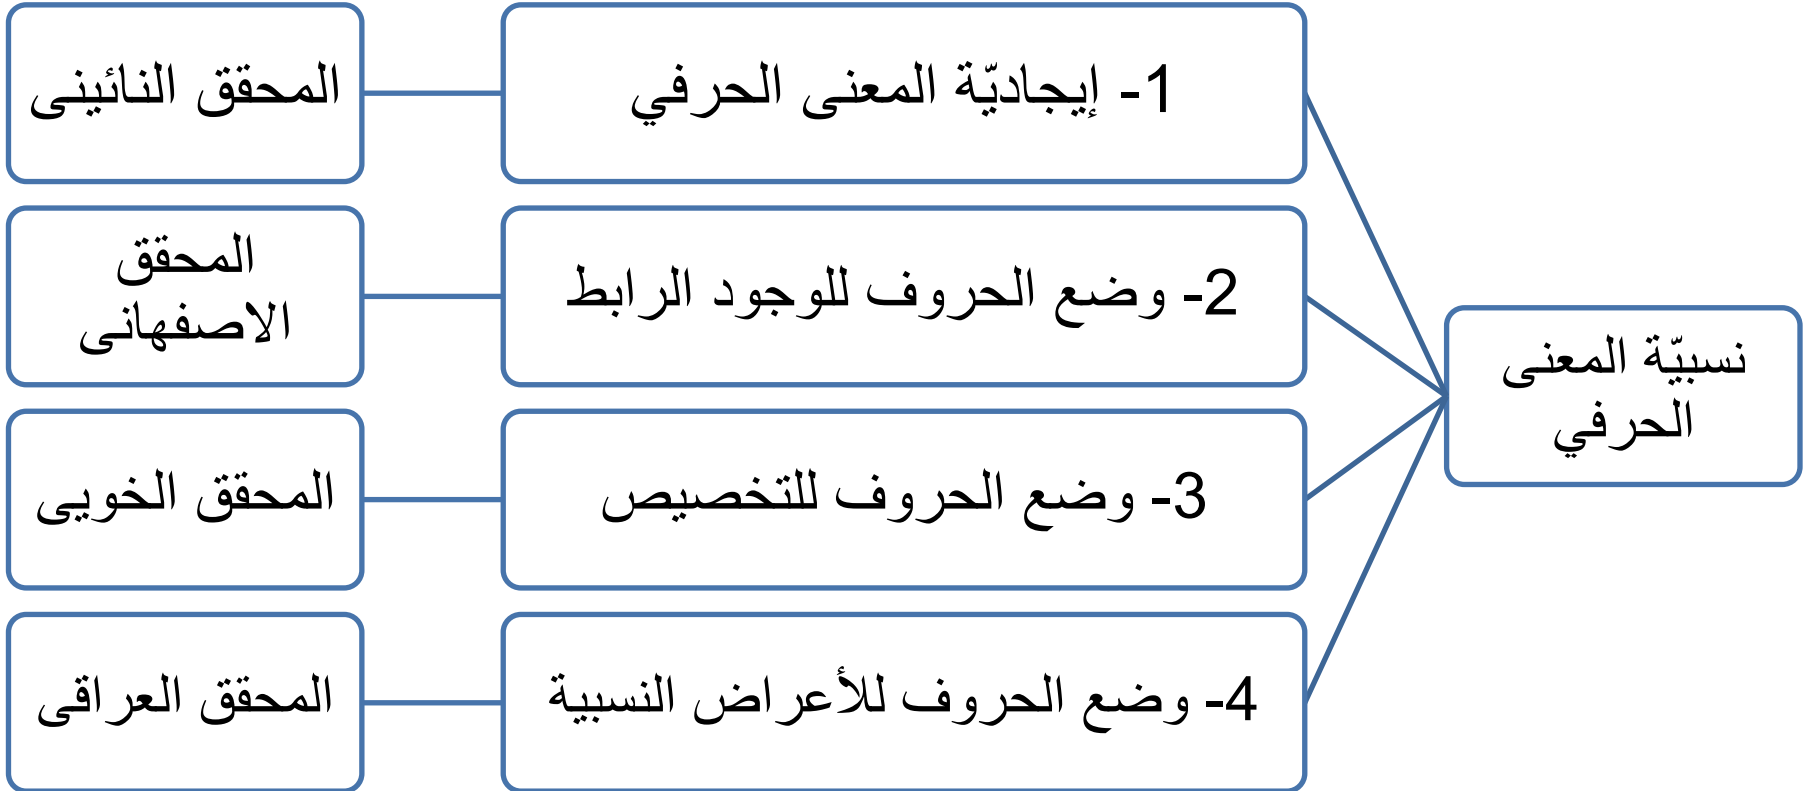 نسبيّة المعنى
الحرفي
1- إيجاديّة المعنى الحرفي
المحقق النائينى
2- وضع الحروف للوجود الرابط
المحقق
الاصفهانى
3- وضع الحروف للتخصيص
المحقق الخويى
4- وضع الحروف للأعراض النسبية
المحقق العراقى